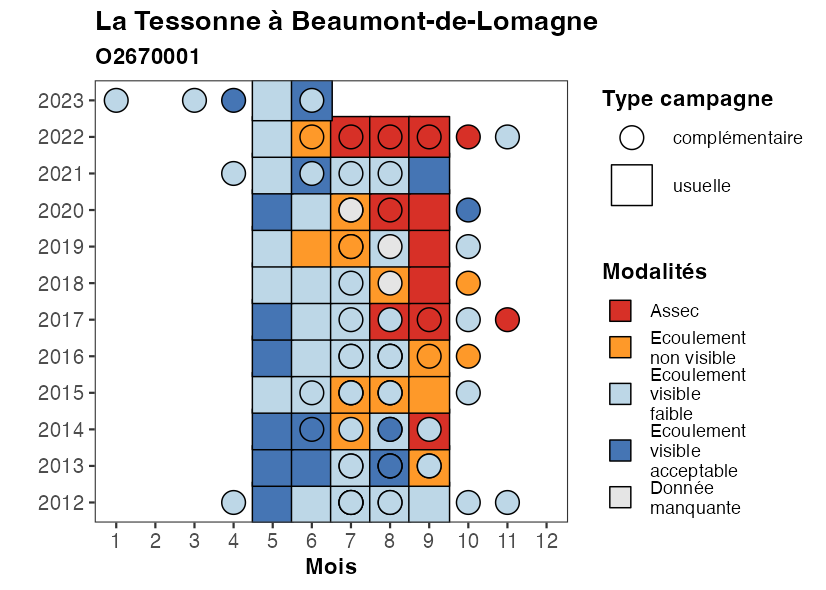 La Tessonne à Beaumont-de-Lomagne
O2670001
2023
2022
2021
2020
2019
2018
2017
2016
2015
2014
2013
2012
1 2 3 4 5 6 7 8 9 10 11 12
Mois
Type campagne
complémentaire
usuelle
Modalités
Assec
Ecoulement
non visible
Ecoulement
visible
faible
Ecoulement
visible
acceptable
Donnée
manquante